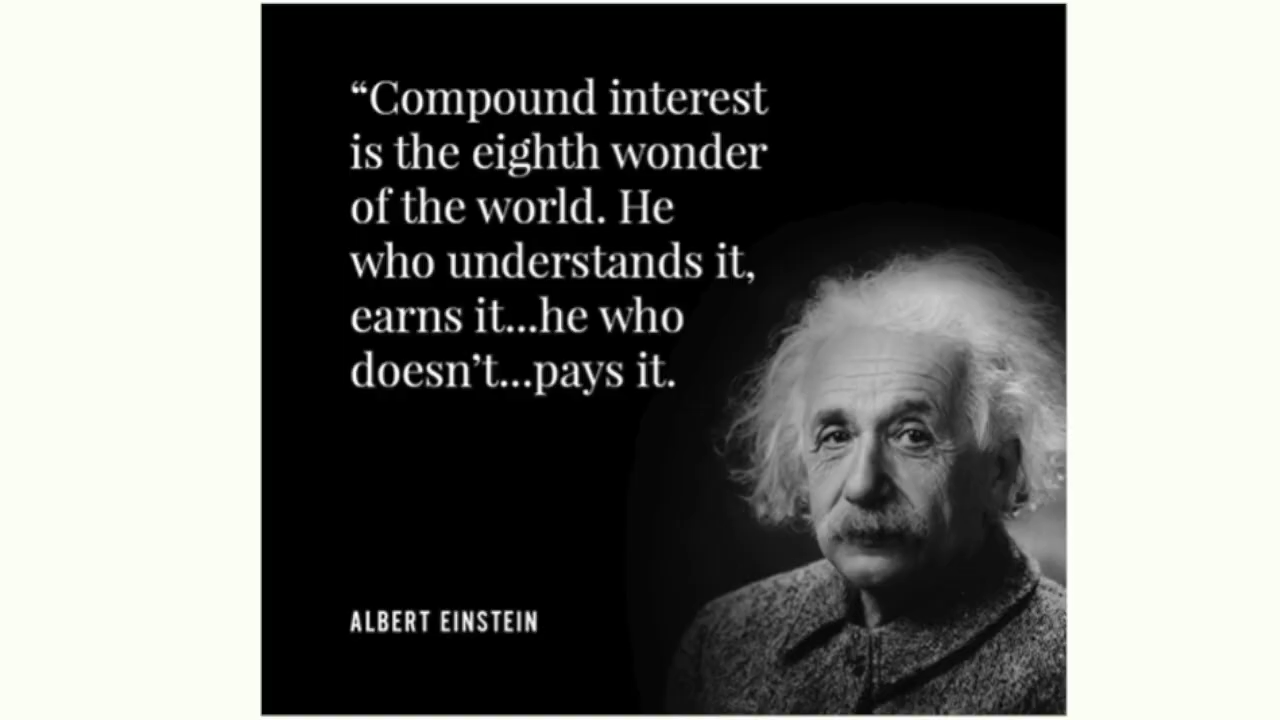 “Compound interest
is the eighth wonder
of the world. He
who understands it,
earns it...he who
doesn’t...pays it.
ALBERT EINSTEIN